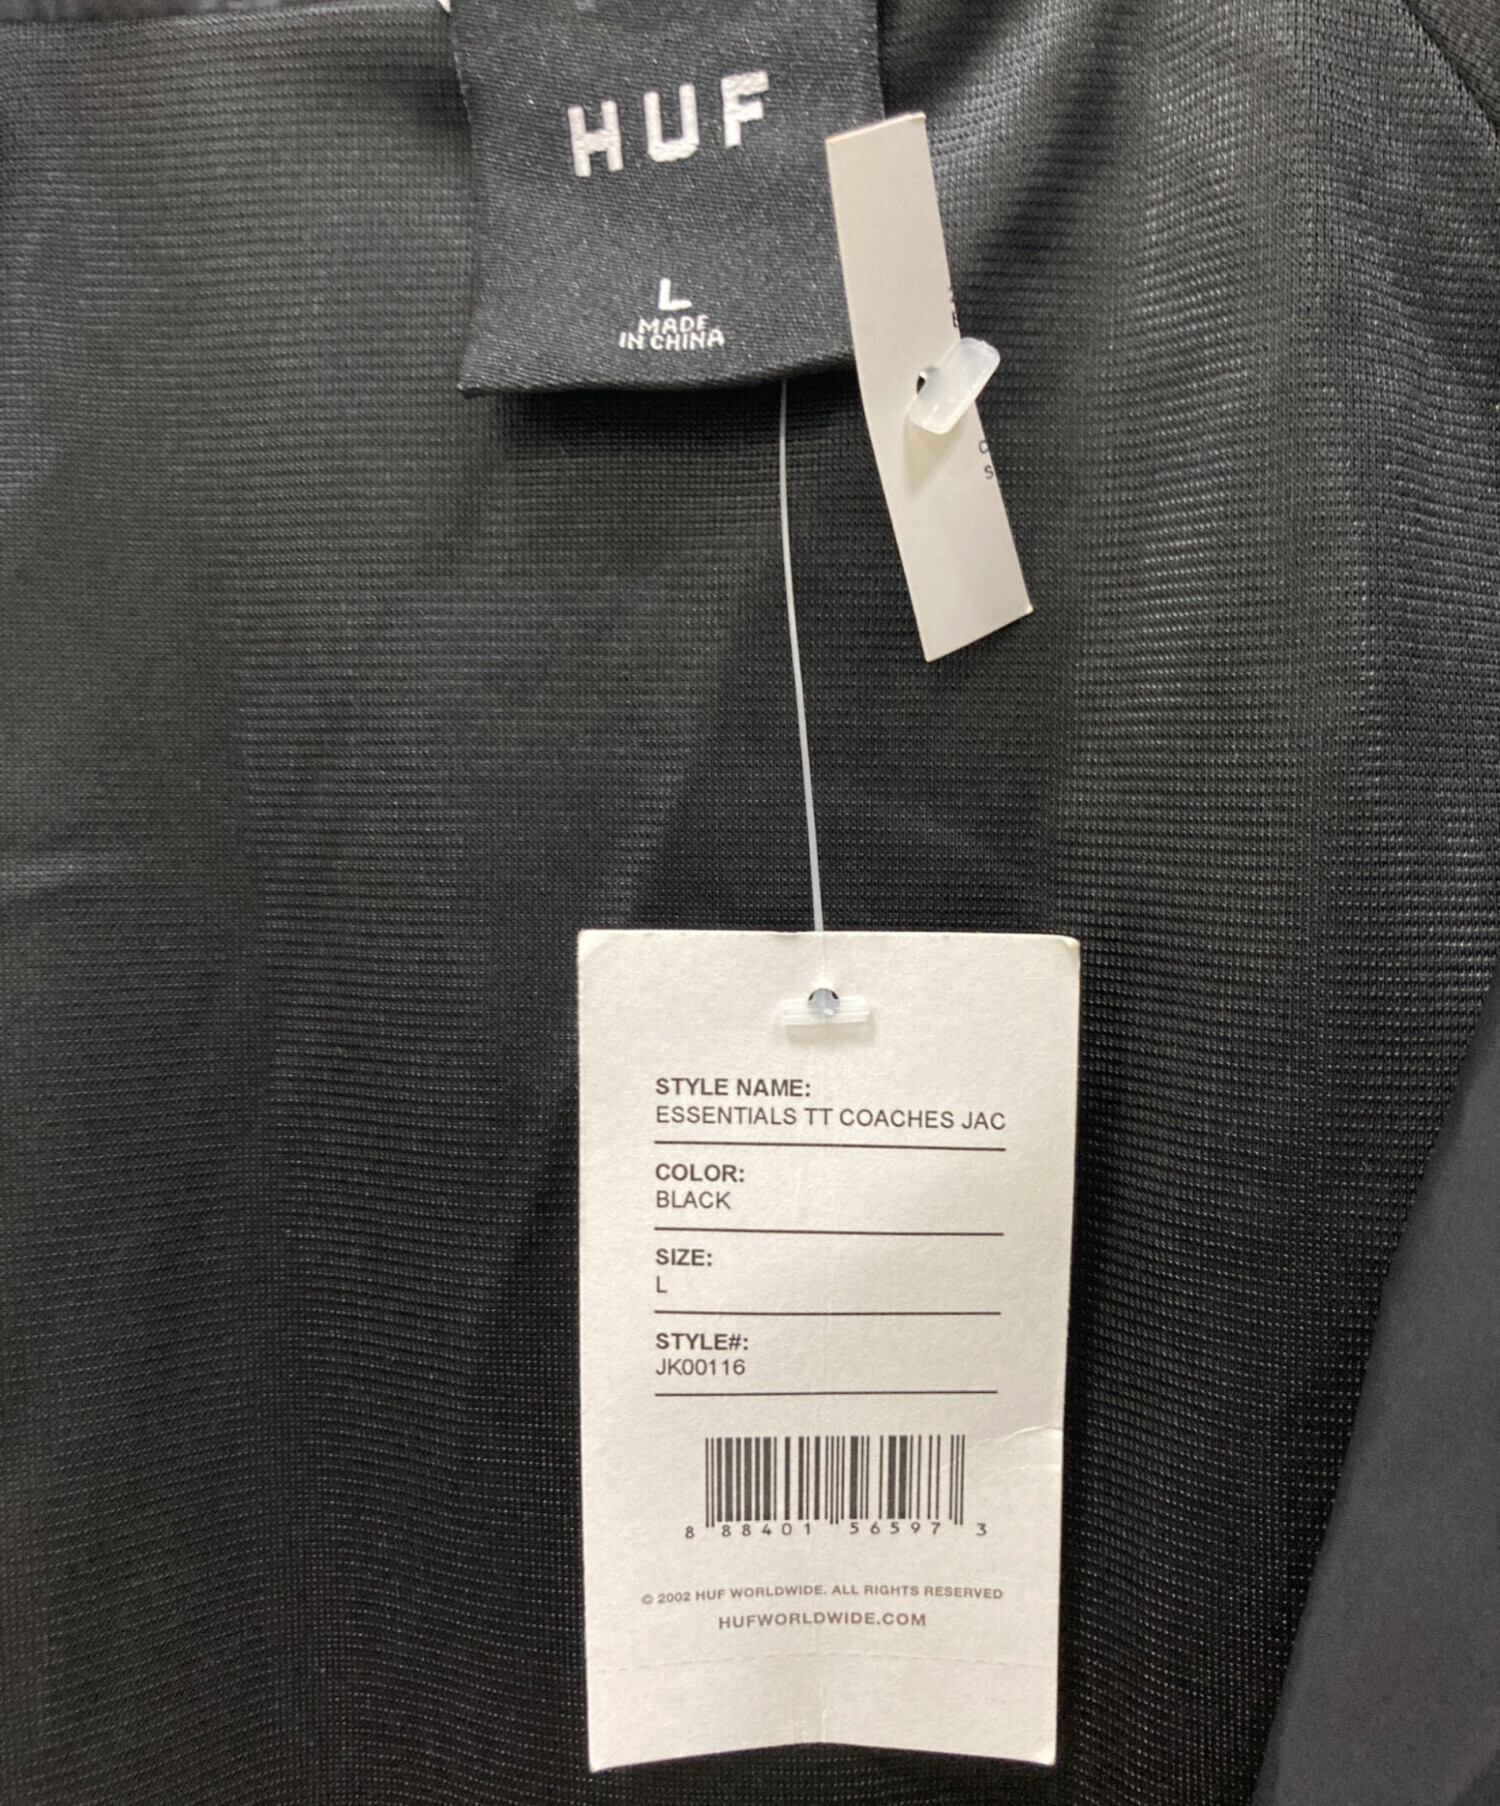 HUF
L
MADE
IN CHINA
STYLE NAME:
ESSENTIALS TT COACHES JAC
COLOR:
BLACK
SIZE:
L
STYLE#:
JK00116
8 88401 56597 3
© 2002 HUF WORLDWIDE. ALL RIGHTS RESERVED
HUFWORLDWIDE.COM